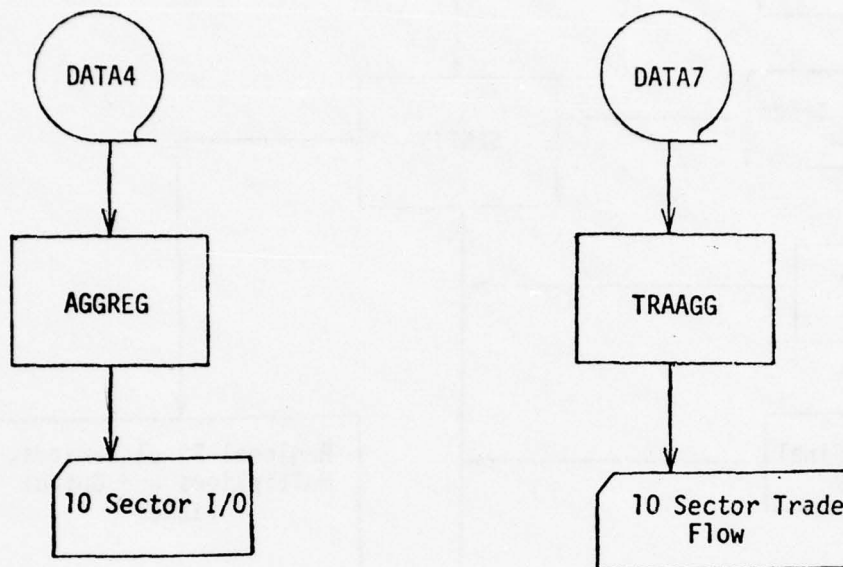 DATA4
DATA7
AGGREG
TRAAGG
10 Sector I/O
10 Sector Trade
Flow